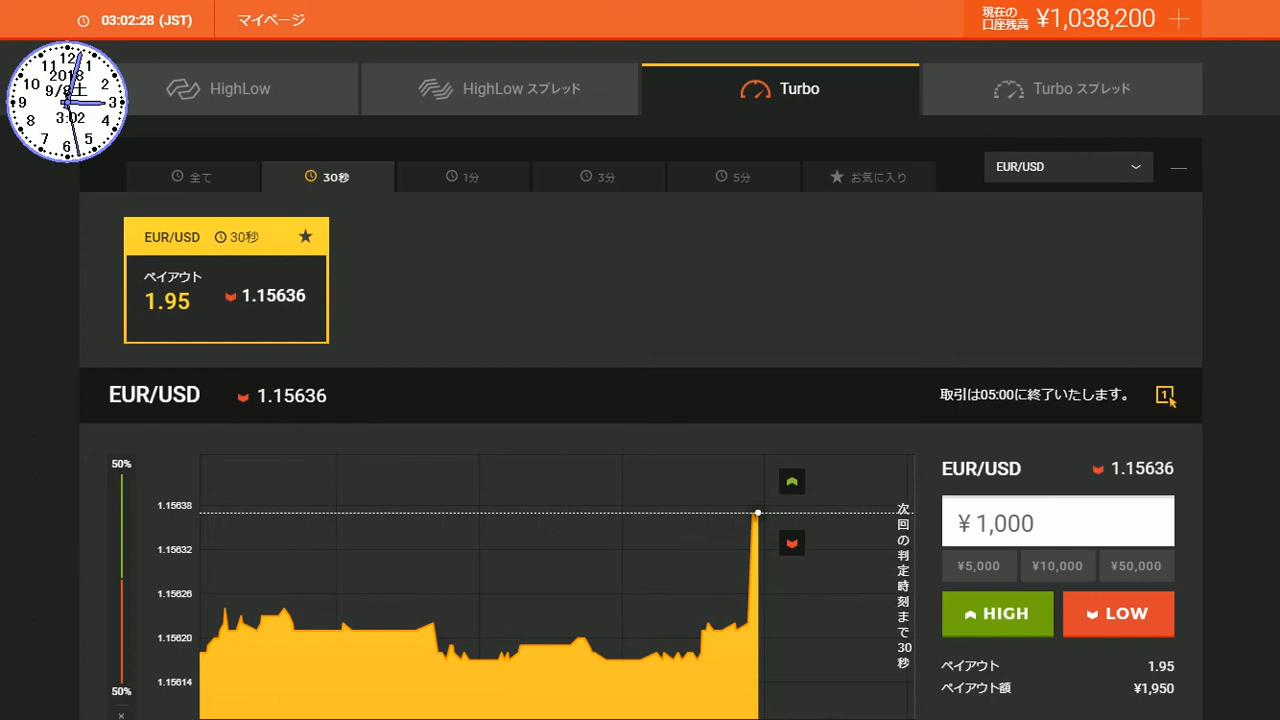 03:02:28 (JST)
マイページ
現在の
口座残高
¥1,038,200
12
11
1
2018
10
2
9/8 土
9
3
3:02
8
4
7
5
6
HighLow
HighLow スプレッド
Turbo
Turbo スプレッド
全て
30秒
1分
3分
5分
お気に入り
EUR/USD
EUR/USD
30秒
ペイアウト
1.95
1.15636
EUR/USD
1.15636
取引は05:00に終了いたします。
1
50%
50%
x
1.15638
1.15632
1.15626
1.15620
1.15614
次回の判定時刻まで30秒
EUR/USD
1.15636
¥ 1,000
¥5,000
¥10,000
¥50,000
HIGH
LOW
ペイアウト
1.95
ペイアウト額
¥1,950